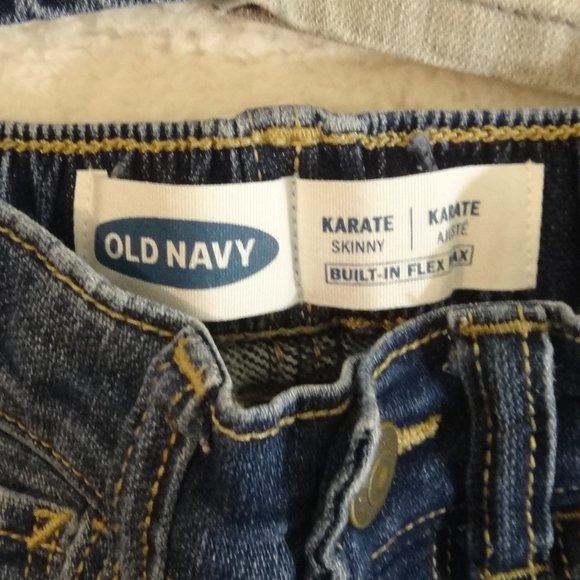 OLD NAVY
KARATE
SKINNY
KARATE
AJUSTÉ
BUILT-IN FLEX MAX